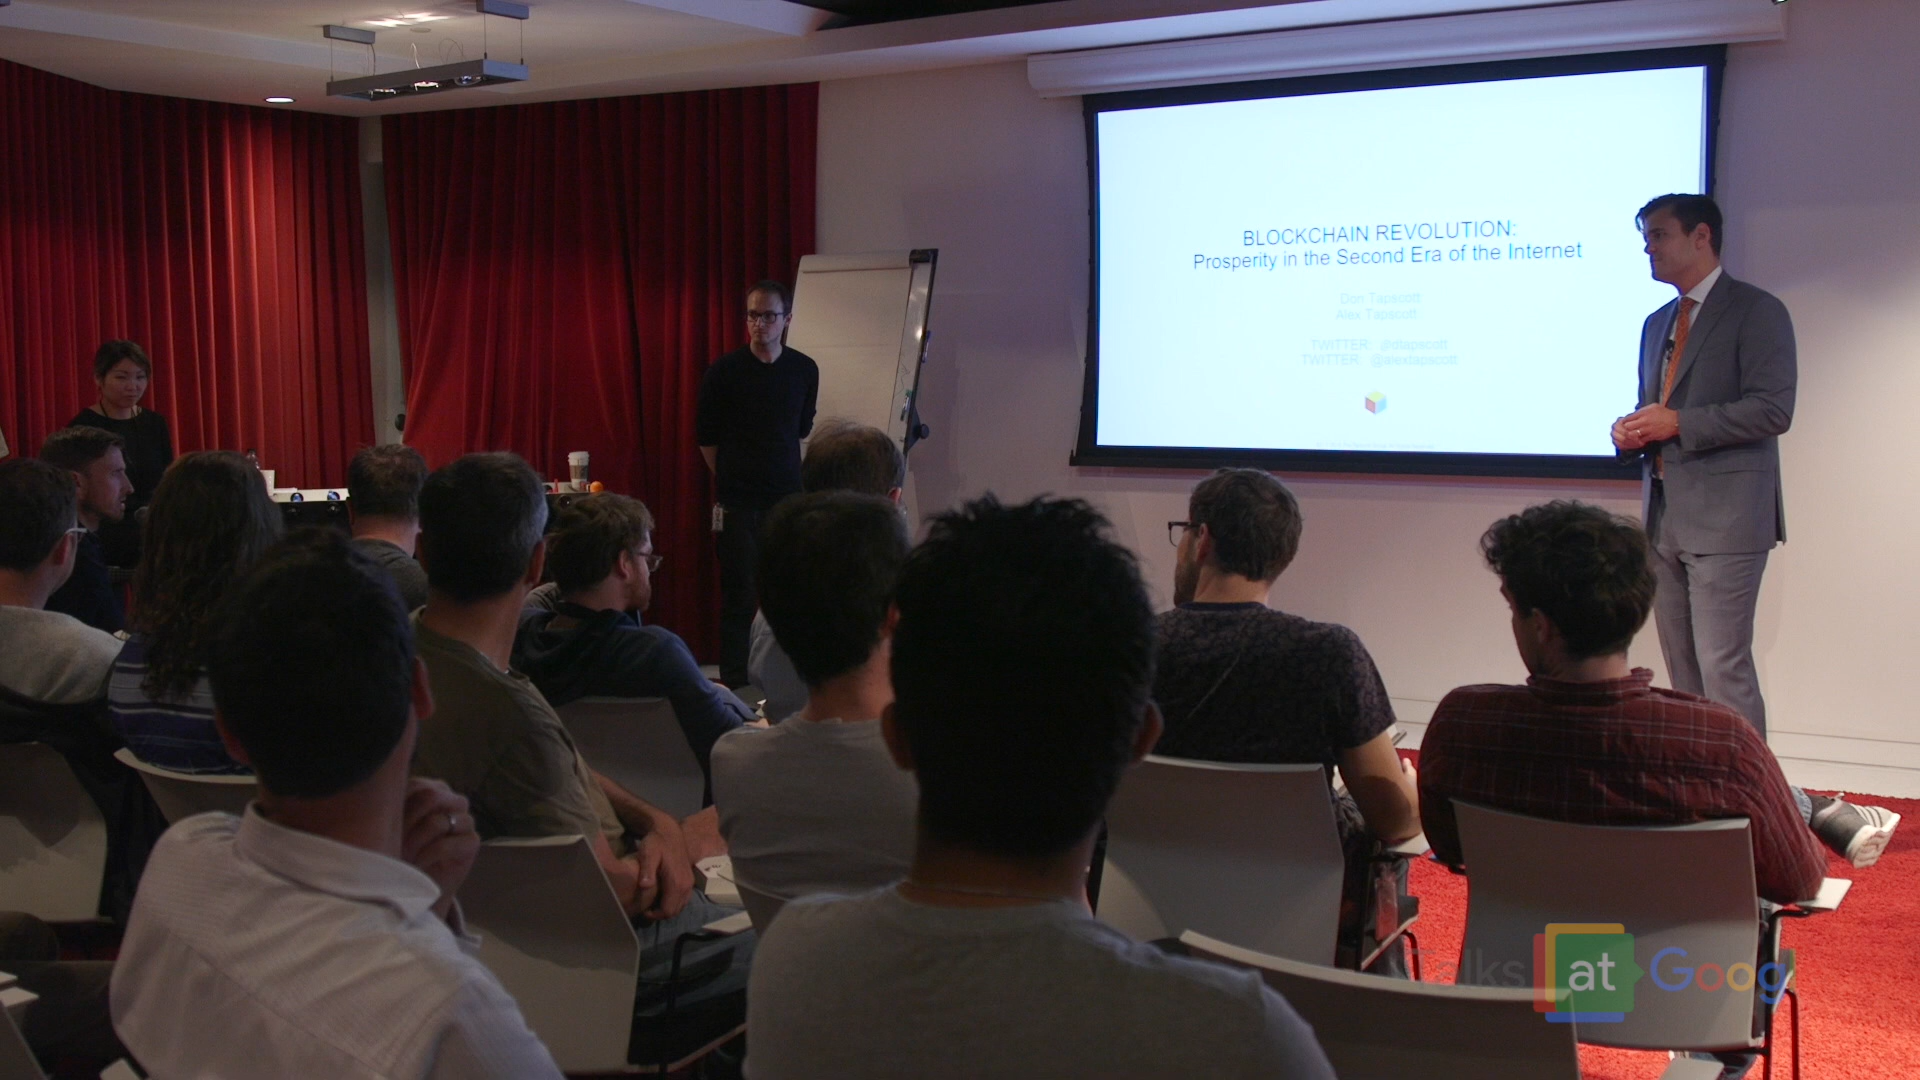 BLOCKCHAIN REVOLUTION:
Prosperity in the Second Era of the Internet
Don Tapscott
Alex Tapscott
TWITTER: @dtapscott
TWITTER: @alextapscott
Talks at Goog